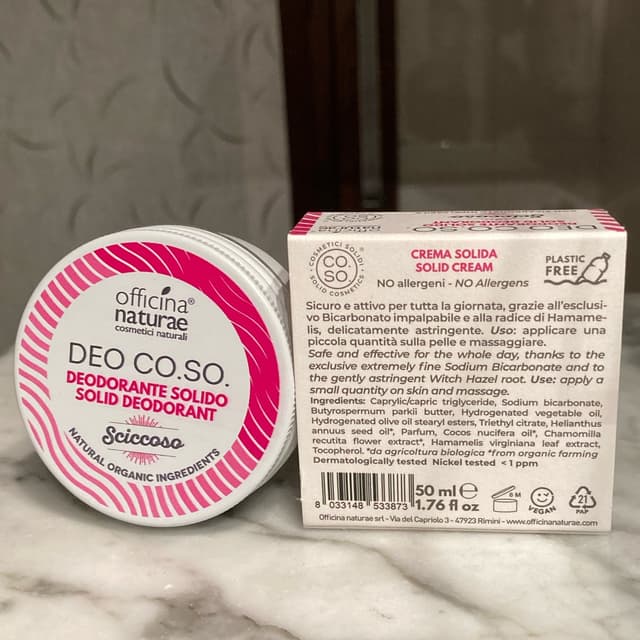 officina®
naturae
cosmetici naturali
DEO CO.SO.
DEODORANTE SOLIDO
SOLID DEODORANT
Sciccoso
NATURAL ORGANIC INGREDIENTS
DEO CO.SO.
COSMETICI SOLIDI
CO
SO
SOLID COSMETICS
CREMA SOLIDA
SOLID CREAM
NO allergeni - NO Allergens
PLASTIC
FREE
Sicuro e attivo per tutta la giornata, grazie all'esclusi-
vo Bicarbonato impalpabile e alla radice di Hamame-
lis, delicatamente astringente. Uso: applicare una
piccola quantità sulla pelle e massaggiare.
Safe and effective for the whole day, thanks to the
exclusive extremely fine Sodium Bicarbonate and to
the gently astringent Witch Hazel root. Use: apply a
small quantity on skin and massage.
Ingredients: Caprylic/capric triglyceride, Sodium bicarbonate,
Butyrospermum parkii butter, Hydrogenated vegetable oil,
Hydrogenated olive oil stearyl esters, Triethyl citrate, Helianthus
annuus seed oil*, Parfum, Cocos nucifera oil*, Chamomilla
recutita flower extract*, Hamamelis virginiana leaf extract,
Tocopherol. *da agricoltura biologica *from organic farming
Dermatologically tested Nickel tested <1 ppm
8 033148 533873
50 ml e
1.76 fl oz
6 M
VEGAN
21
PAP
Officina naturae srl - Via del Capriolo 3 - 47923 Rimini - www.officinanaturae.com